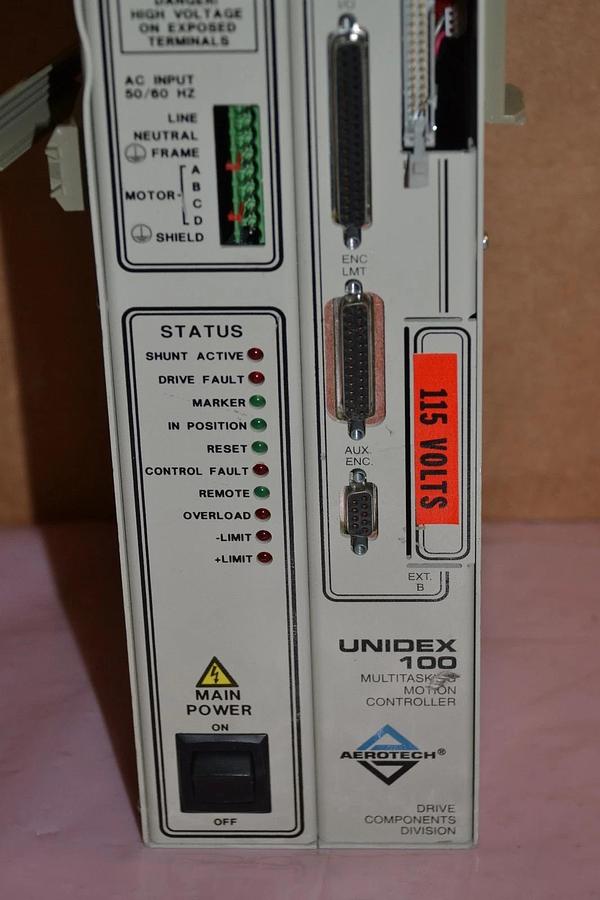 DANGER!
HIGH VOLTAGE
ON EXPOSED
TERMINALS
AC INPUT
50/60 HZ
LINE
NEUTRAL
FRAME
MOTOR
A
B
C
D
SHIELD
STATUS
SHUNT ACTIVE
DRIVE FAULT
MARKER
IN POSITION
RESET
CONTROL FAULT
REMOTE
OVERLOAD
-LIMIT
+LIMIT
MAIN
POWER
ON
OFF
I/O
ENC
LMT
AUX.
ENC.
115 VOLTS
EXT.
B
UNIDEX
100
MOTION
CONTROLLER
AEROTECH®
DRIVE
COMPONENTS
DIVISION